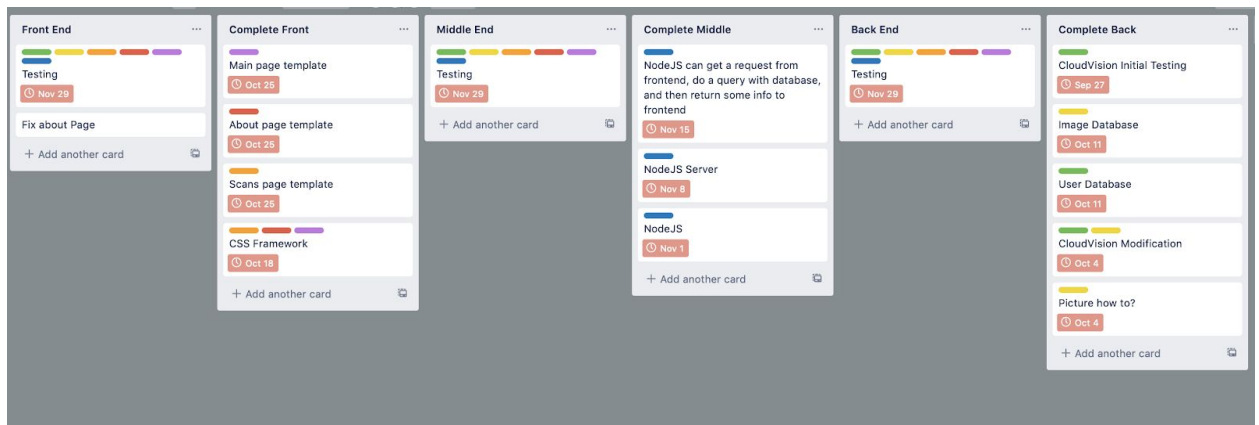 Front End
Testing
Nov 29
Fix about Page
+ Add another card
Complete Front
Main page template
Oct 25
About page template
Oct 25
Scans page template
Oct 25
CSS Framework
Oct 18
+ Add another card
Middle End
Testing
Nov 29
+ Add another card
Complete Middle
NodeJS can get a request from
frontend, do a query with database,
and then return some info to
frontend
Nov 15
NodeJS Server
Nov 8
NodeJS
Nov 1
+ Add another card
Back End
Testing
Nov 29
+ Add another card
Complete Back
CloudVision Initial Testing
Sep 27
Image Database
Oct 11
User Database
Oct 11
CloudVision Modification
Oct 4
Picture how to?
Oct 4
+ Add another card